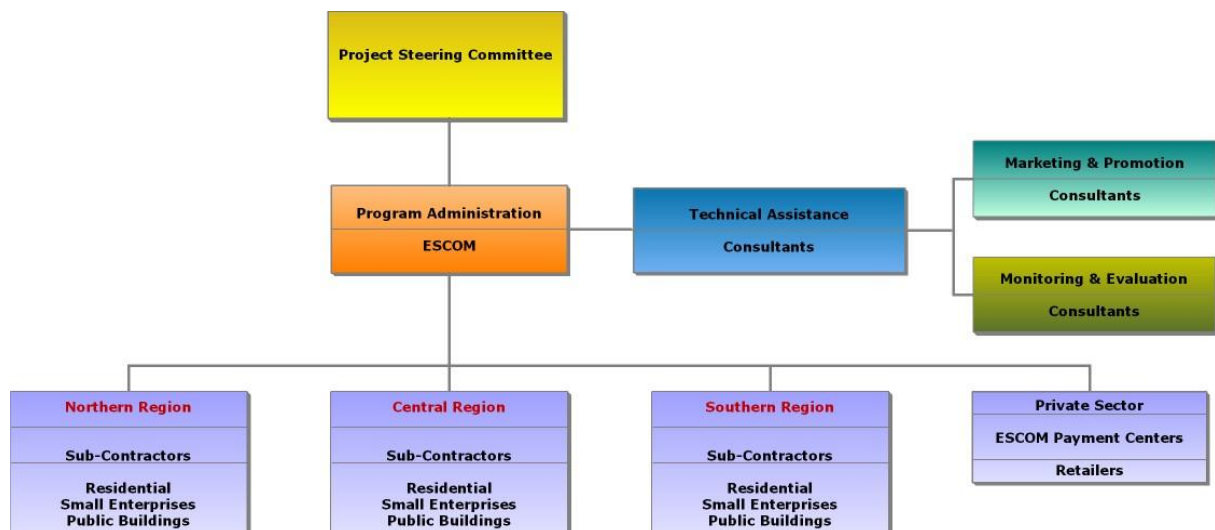 Project Steering Committee
Program Administration
ESCOM
Technical Assistance
Consultants
Marketing & Promotion
Consultants
Monitoring & Evaluation
Consultants
Northern Region
Sub-Contractors
Residential
Small Enterprises
Public Buildings
Central Region
Sub-Contractors
Residential
Small Enterprises
Public Buildings
Southern Region
Sub-Contractors
Residential
Small Enterprises
Public Buildings
Private Sector
ESCOM Payment Centers
Retailers